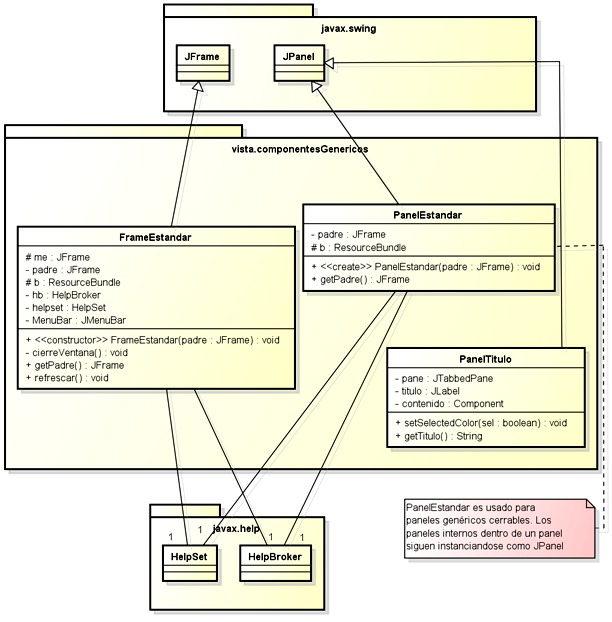 javax.swing
JFrame
JPanel
vista.componentesGenericos
PanelEstandar
- padre : JFrame
# b : ResourceBundle
+ <<create>> PanelEstandar(padre : JFrame) : void
+ getPadre() : JFrame
FrameEstandar
# me : JFrame
- padre : JFrame
# b : ResourceBundle
- hb : HelpBroker
- helpset : HelpSet
- MenuBar : JMenuBar
+ <<constructor>> FrameEstandar(padre : JFrame) : void
- cierreVentana() : void
+ getPadre() : JFrame
+ refrescar() : void
PanelTitulo
- pane : JTabbedPane
- titulo : JLabel
- contenido : Component
+ setSelectedColor(sel : boolean) : void
+ getTitulo() : String
javax.help
1
1
1
1
HelpSet
HelpBroker
PanelEstandar es usado para
paneles genéricos cerrables. Los
paneles internos dentro de un panel
siguen instanciandose como JPanel